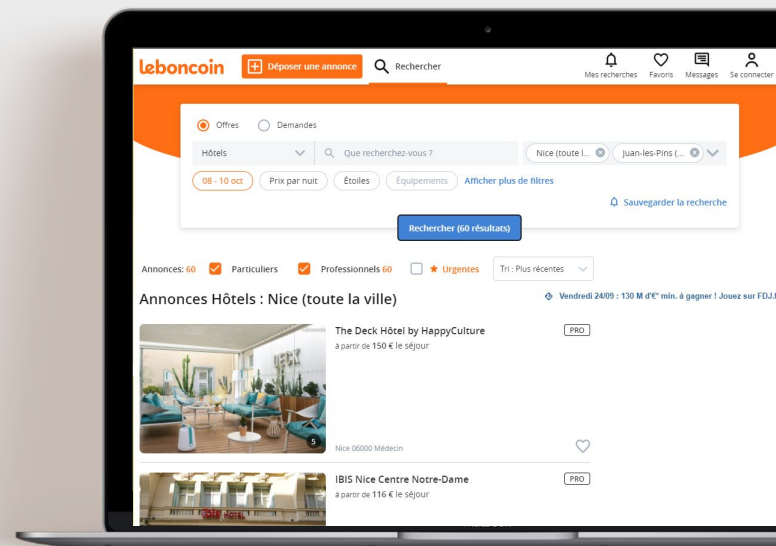 leboncoin
Déposer une annonce
Rechercher
Mes recherches
Favoris
Messages
Se connecter
Offres
Demandes
Hôtels
Que recherchez-vous ?
Nice (toute l...
Juan-les-Pins (...
08 - 10 oct
Prix par nuit
Étoiles
Équipements
Afficher plus de filtres
Sauvegarder la recherche
Rechercher (60 résultats)
Annonces: 60
Particuliers
Professionnels 60
Urgentes
Tri : Plus récentes
Annonces Hôtels : Nice (toute la ville)
Vendredi 24/09 : 130 M d'€* min. à gagner ! Jouez sur FDJ.f
The Deck Hôtel by HappyCulture
PRO
à partir de 150 € le séjour
DECK
5
Nice 06000 Médecin
IBIS Nice Centre Notre-Dame
PRO
à partir de 116 € le séjour
ibis HOTEL